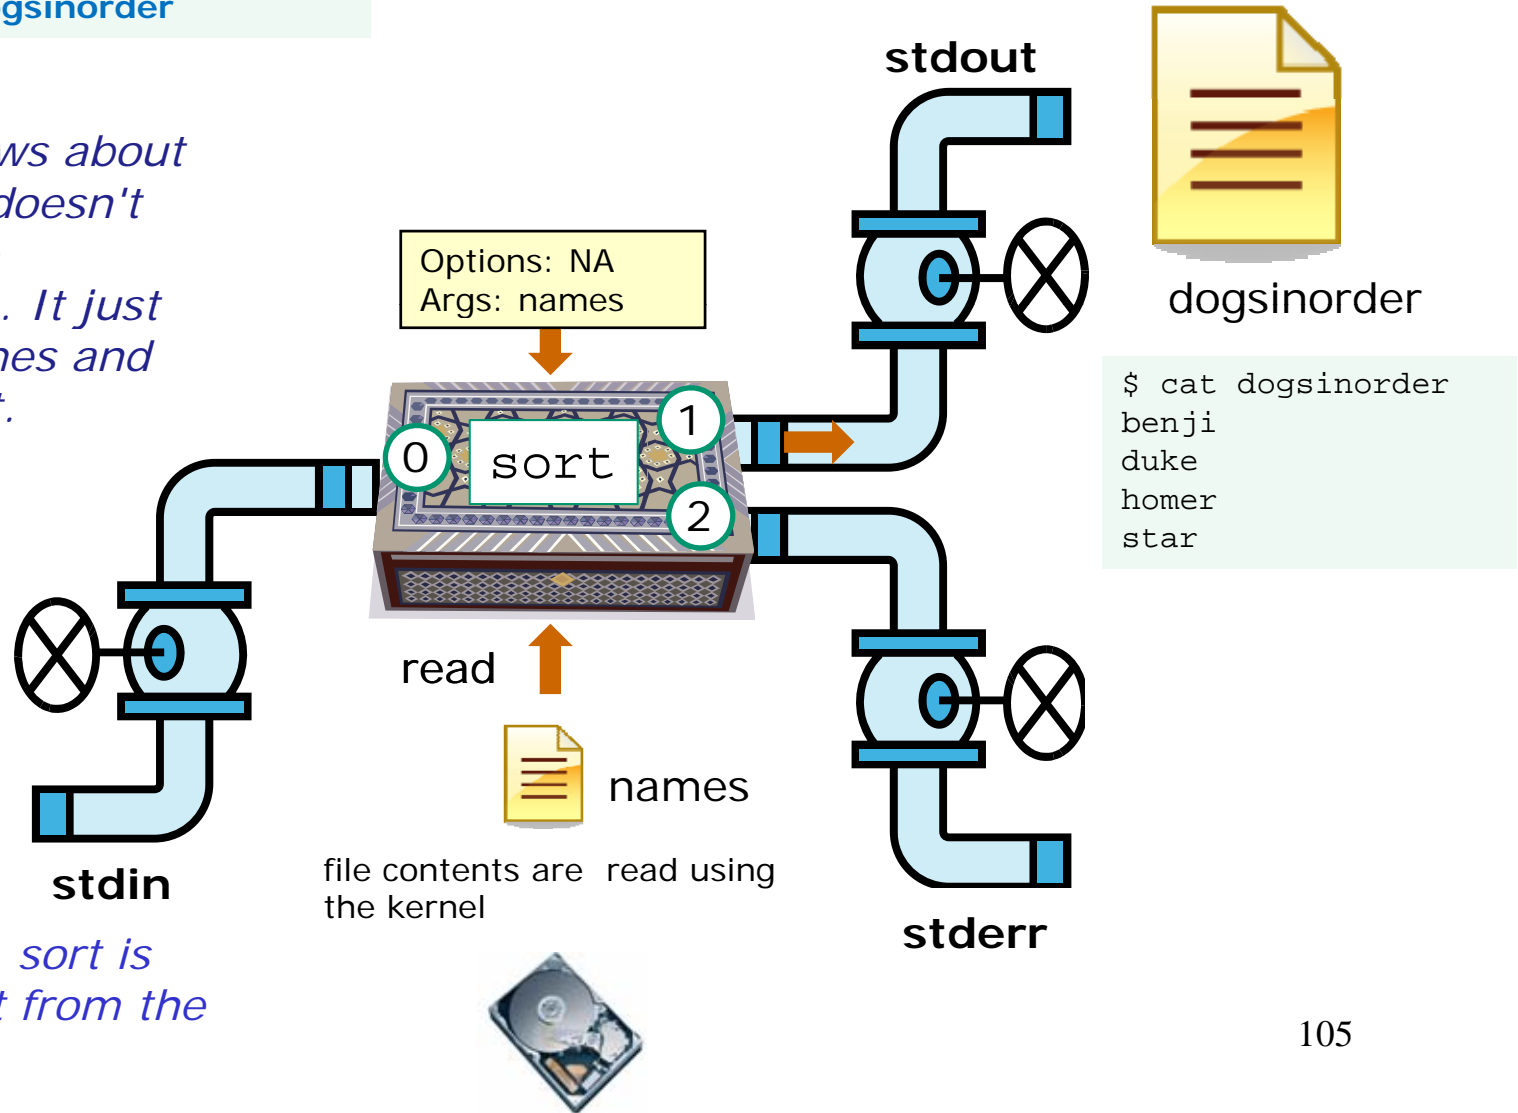 gsinorder
ws about
doesn't
. It just
nes and
t.
stdout
dogsinorder
Options: NA
Args: names
$ cat dogsinorder
benji
duke
homer
star
0
sort
1
2
read
names
file contents are read using
the kernel
stdin
stderr
sort is
t from the
105